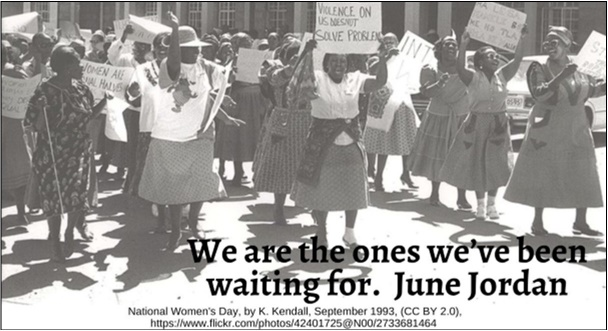 VIOLENCE ON
US DOES NOT
SOLVE PROBLEM
WOMEN ALL
INT
We are the ones we've been
waiting for. June Jordan
National Women's Day, by K. Kendall, September 1993, (CC BY 2.0),
https://www.flickr.com/photos/42401725@N00/2733681464